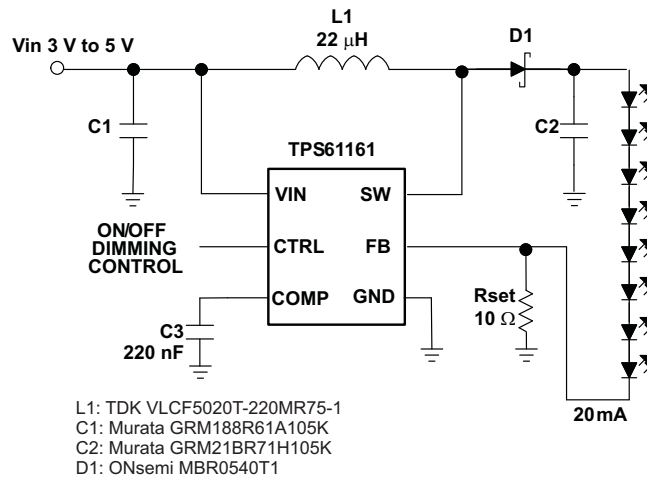 L1
22 μH
Vin 3 V to 5 V
D1
C1
C2
TPS61161
VIN
SW
ON/OFF
DIMMING
CONTROL
CTRL
FB
COMP
GND
Rset
10 Ω
C3
220 nF
20mA
L1: TDK VLCF5020T-220MR75-1
C1: Murata GRM188R61A105K
C2: Murata GRM21BR71H105K
D1: ONsemi MBR0540T1